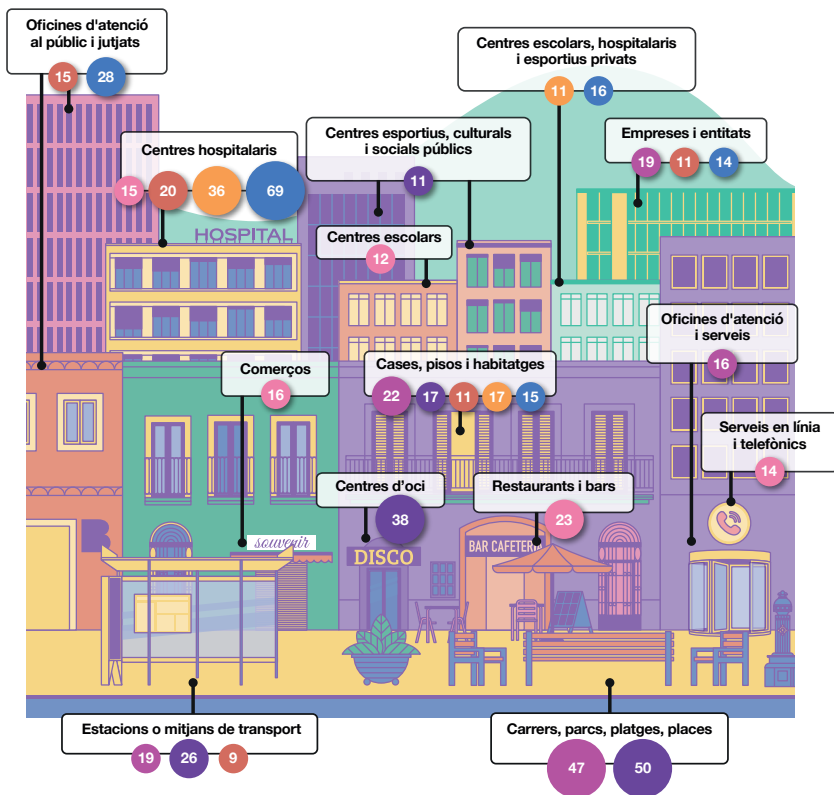 Oficines d'atenció
al públic i jutjats
15 28
Centres escolars, hospitalaris
i esportius privats
11 16
Centres hospitalaris
15 20 36 69
Centres esportius, culturals
i socials públics
11
Empreses i entitats
19 11 14
HOSPITAL
Centres escolars
12
Oficines d'atenció
i serveis
16
Comerços
16
Cases, pisos i habitatges
22 17 11 17 15
Serveis en línia
i telefònics
14
Centres d'oci
38
Restaurants i bars
23
souvenir
DISCO
BAR CAFETERIA
Estacions o mitjans de transport
19 26 9
Carrers, parcs, platges, places
47 50